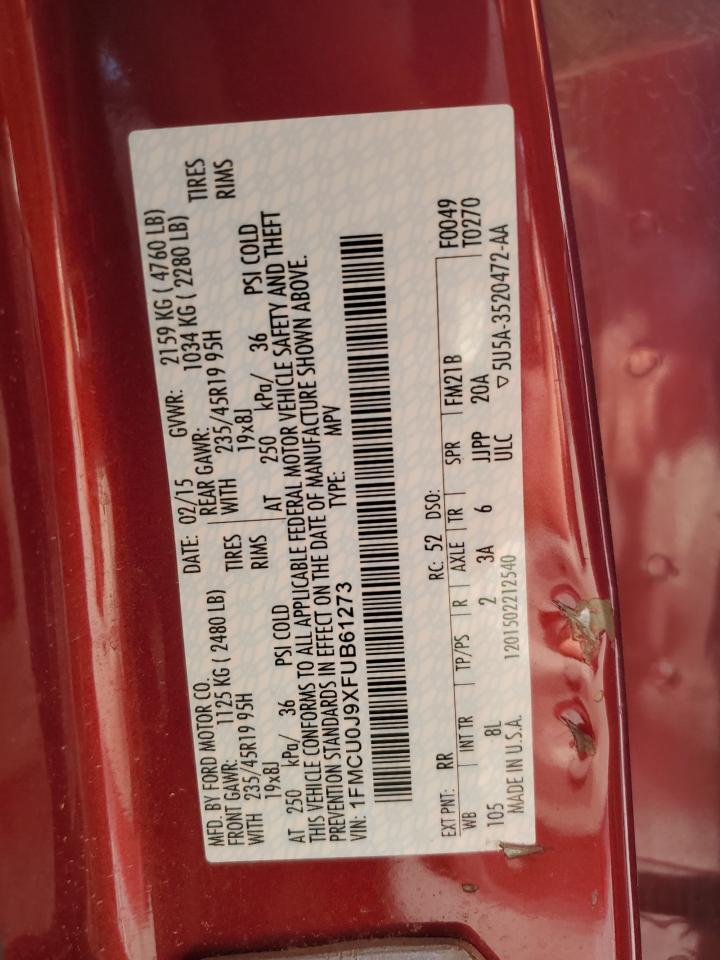 MFD. BY FORD MOTOR CO.
DATE: 02/15 GVWR: 2159 KG ( 4760 LB)
FRONT GAWR: 1125 KG ( 2480 LB)
REAR GAWR: 1034 KG ( 2280 LB)
WITH 235/45R19 95H TIRES
WITH 235/45R19 95H TIRES
19x8J RIMS
19x8J RIMS
AT 250 kPa/ 36 PSI COLD
AT 250 kPa/ 36 PSI COLD
THIS VEHICLE CONFORMS TO ALL APPLICABLE FEDERAL MOTOR VEHICLE SAFETY AND THEFT
PREVENTION STANDARDS IN EFFECT ON THE DATE OF MANUFACTURE SHOWN ABOVE.
VIN: 1FMCU0J9XFUB61273 TYPE: MPV
EXT PNT: RR RC: 52 DSO: F0049
WB INT TR TP/PS R AXLE TR SPR FM21B T0270
105 8L 2 3A 6 JJPP 20A
MADE IN U.S.A. 1201502212540 ULC ▽5U5A-3520472-AA